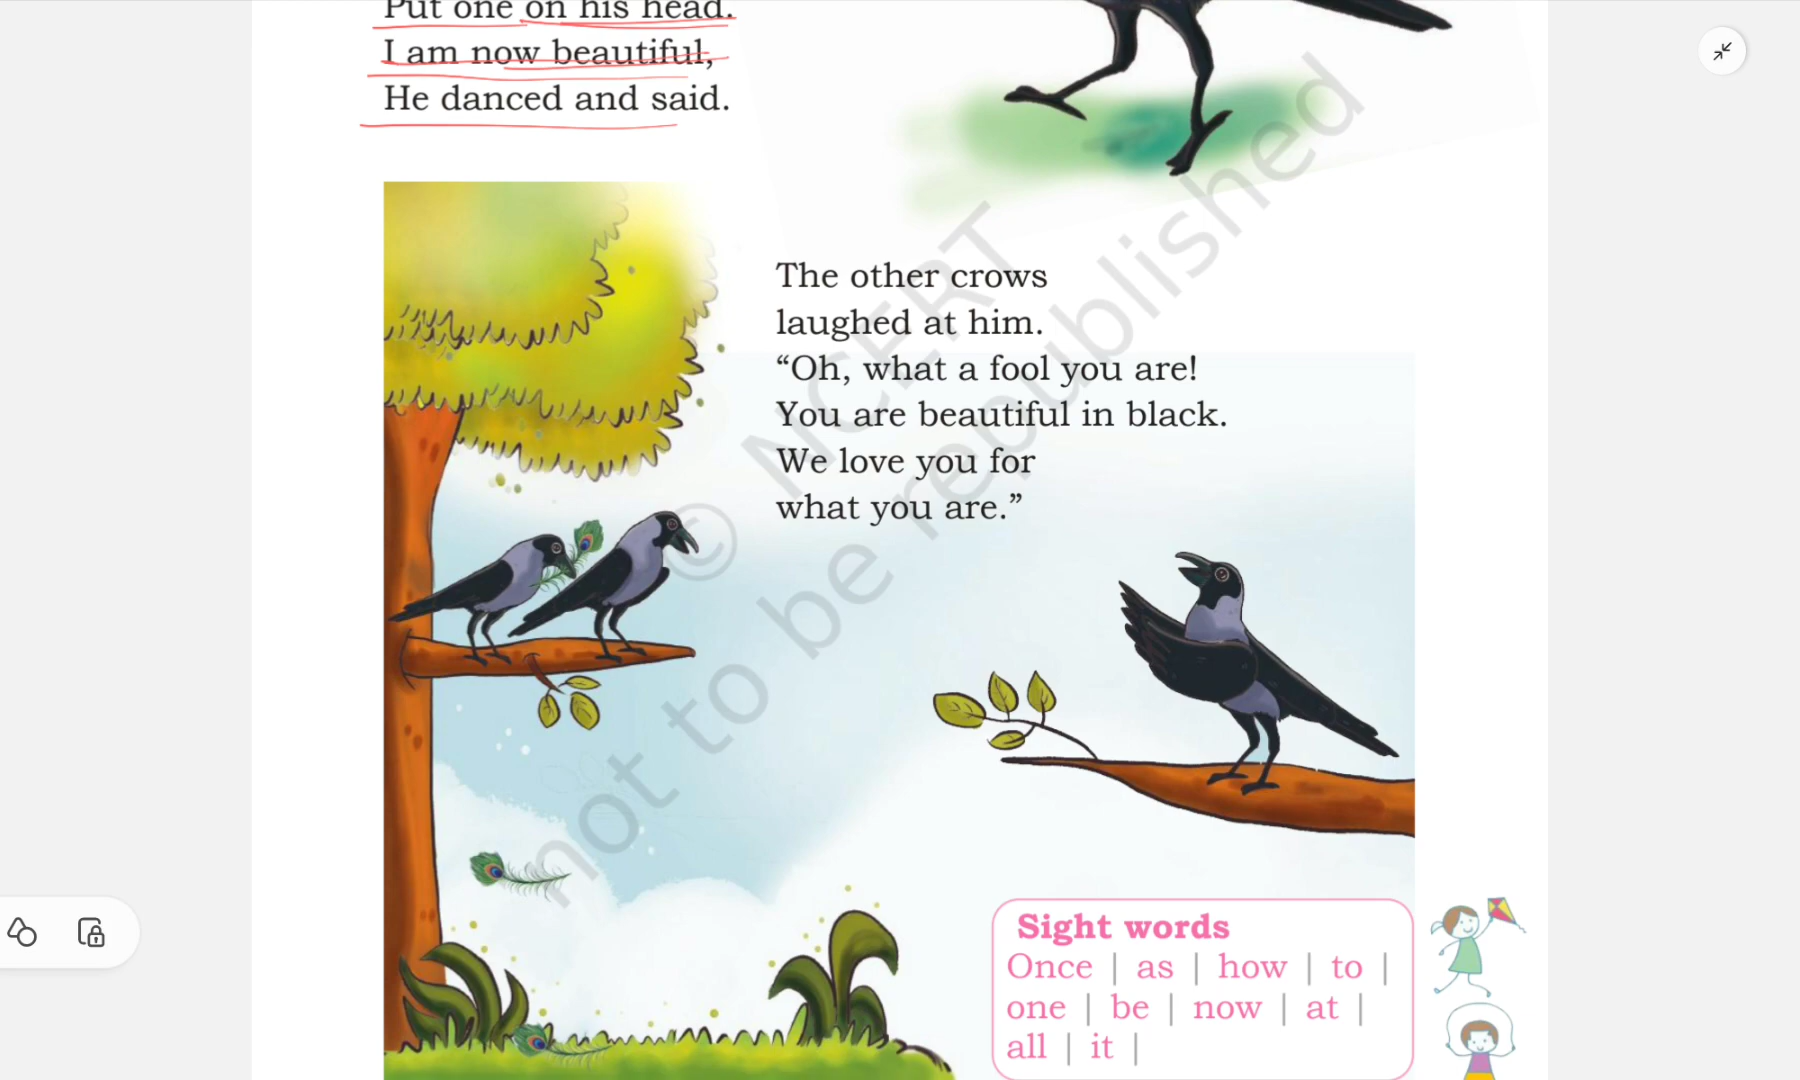 Put one on his head.
I am now beautiful,
He danced and said.
The other crows
laughed at him.
“Oh, what a fool you are!
You are beautiful in black.
We love you for
what you are.”
© NCERT
not to be republished
Sight words
Once | as | how | to |
one | be | now | at |
all | it |